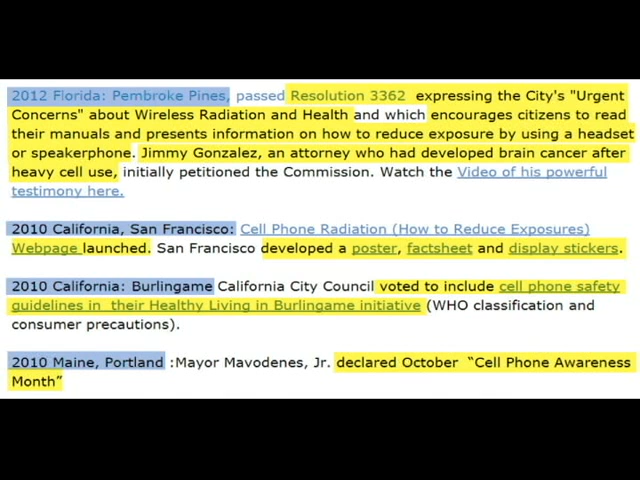 2012 Florida: Pembroke Pines, passed Resolution 3362 expressing the City's "Urgent
Concerns" about Wireless Radiation and Health and which encourages citizens to read
their manuals and presents information on how to reduce exposure by using a headset
or speakerphone. Jimmy Gonzalez, an attorney who had developed brain cancer after
heavy cell use, initially petitioned the Commission. Watch the Video of his powerful
testimony here.
2010 California, San Francisco: Cell Phone Radiation (How to Reduce Exposures)
Webpage launched. San Francisco developed a poster, factsheet and display stickers.
2010 California: Burlingame California City Council voted to include cell phone safety
guidelines in their Healthy Living in Burlingame initiative (WHO classification and
consumer precautions).
2010 Maine, Portland :Mayor Mavodenes, Jr. declared October “Cell Phone Awareness
Month”